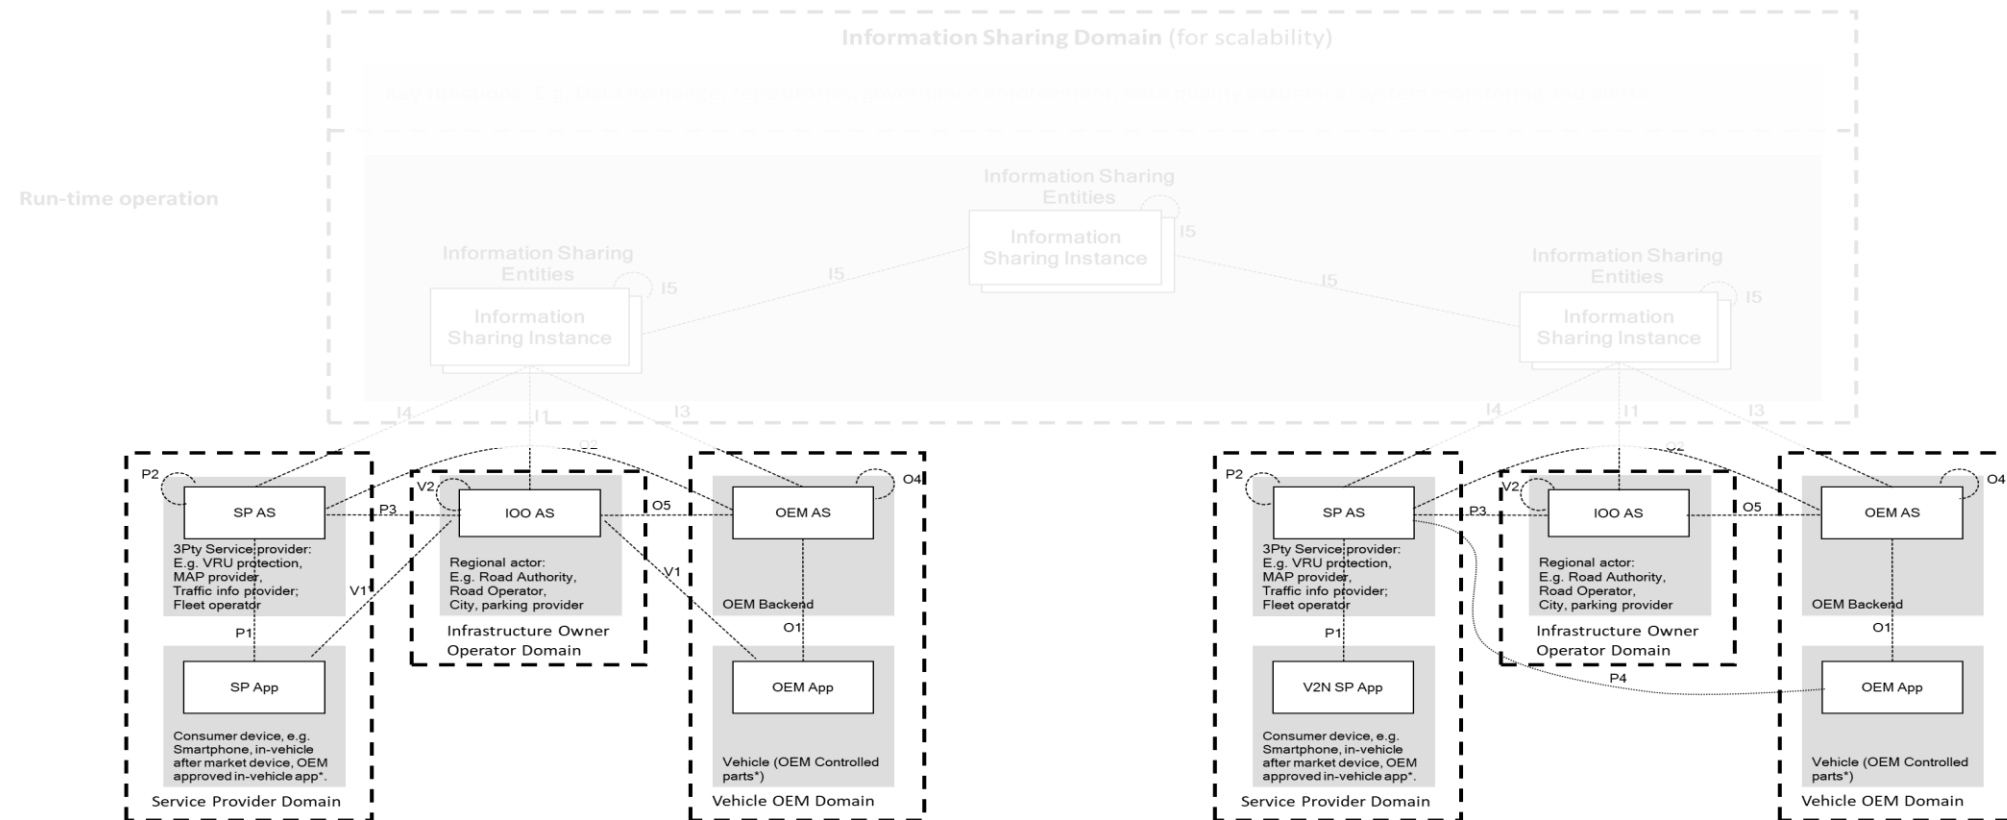 Information Sharing Domain (for scalability)
Run-time operation
Information Sharing
Entities
Information
Sharing Instance
I5
I5
I5
Information Sharing
Entities
Information
Sharing Instance
I5
Information Sharing
Entities
Information
Sharing Instance
I5
I4
I1
I3
I4
I1
I3
O2
O2
P2
SP AS
3Pty Service provider:
E.g. VRU protection,
MAP provider,
Traffic info provider;
Fleet operator
P1
SP App
Consumer device, e.g.
Smartphone, in-vehicle
after market device, OEM
approved in-vehicle app*.
Service Provider Domain
P3
V1'
V2
IOO AS
Regional actor:
E.g. Road Authority,
Road Operator,
City, parking provider
Infrastructure Owner
Operator Domain
O5
V1
O4
OEM AS
OEM Backend
O1
OEM App
Vehicle (OEM Controlled
parts*)
Vehicle OEM Domain
P2
SP AS
3Pty Service provider:
E.g. VRU protection,
MAP provider,
Traffic info provider;
Fleet operator
P1
V2N SP App
Consumer device, e.g.
Smartphone, in-vehicle
after market device, OEM
approved in-vehicle app*.
Service Provider Domain
P3
V2
IOO AS
Regional actor:
E.g. Road Authority,
Road Operator,
City, parking provider
Infrastructure Owner
Operator Domain
P4
O5
O4
OEM AS
OEM Backend
O1
OEM App
Vehicle (OEM Controlled
parts*)
Vehicle OEM Domain